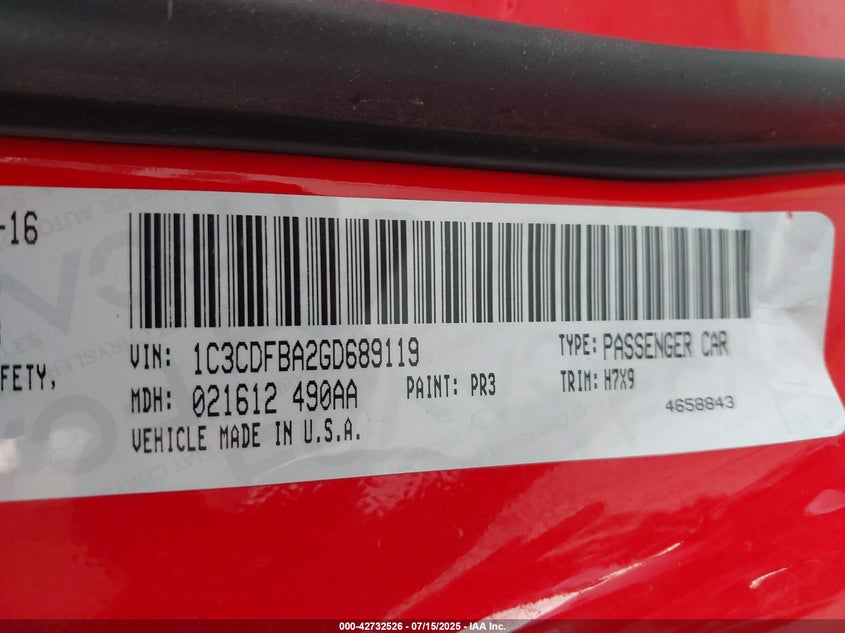 -16
VIN: 1C3CDFBA2GD689119
TYPE: PASSENGER CAR
FETY,
MDH: 021612 490AA
PAINT: PR3
TRIM: H7X9
4658843
VEHICLE MADE IN U.S.A.
000-42732526 - 07/15/2025 - IAA Inc.